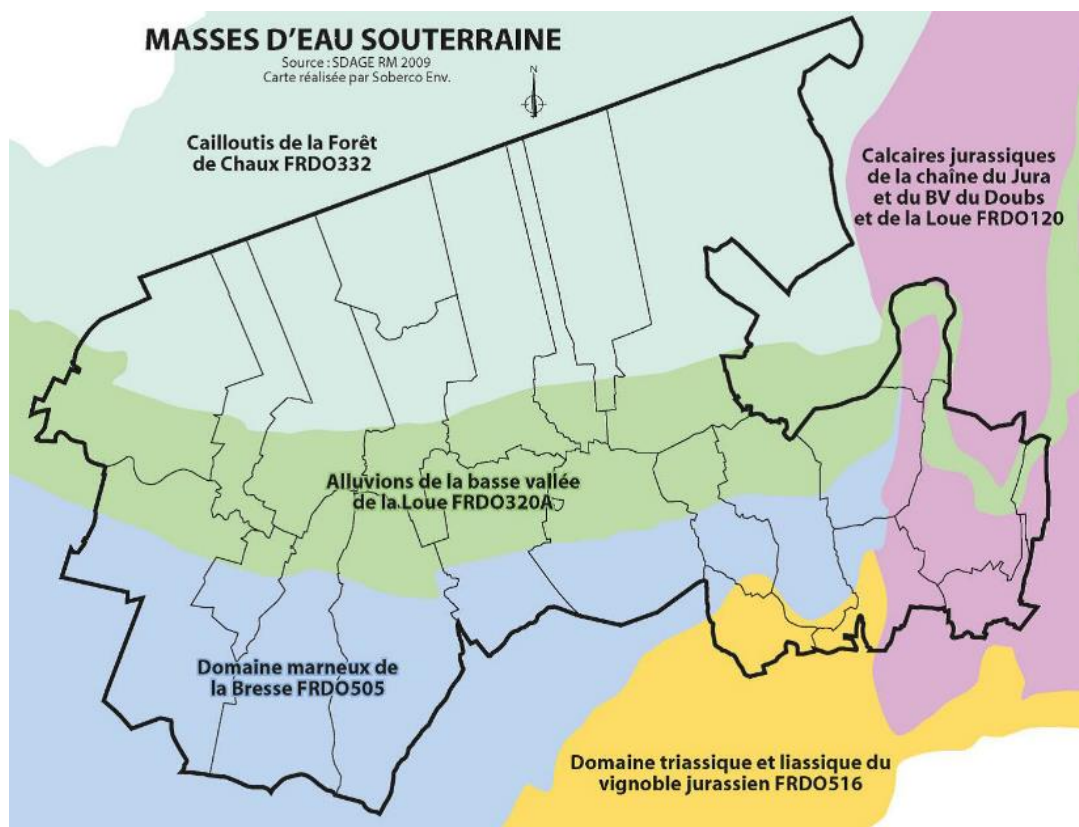 MASSES D'EAU SOUTERRAINE
Source : SDAGE RM 2009
Carte réalisée par Soberco Env.
N
Cailloutis de la Forêt
de Chaux FRDO332
Calcaires jurassiques
de la chaîne du Jura
et du BV du Doubs
et de la Loue FRDO120
Alluvions de la basse vallée
de la Loue FRDO320A
Domaine marneux de
la Bresse FRDO505
Domaine triassique et liassique du
vignoble jurassien FRDO516